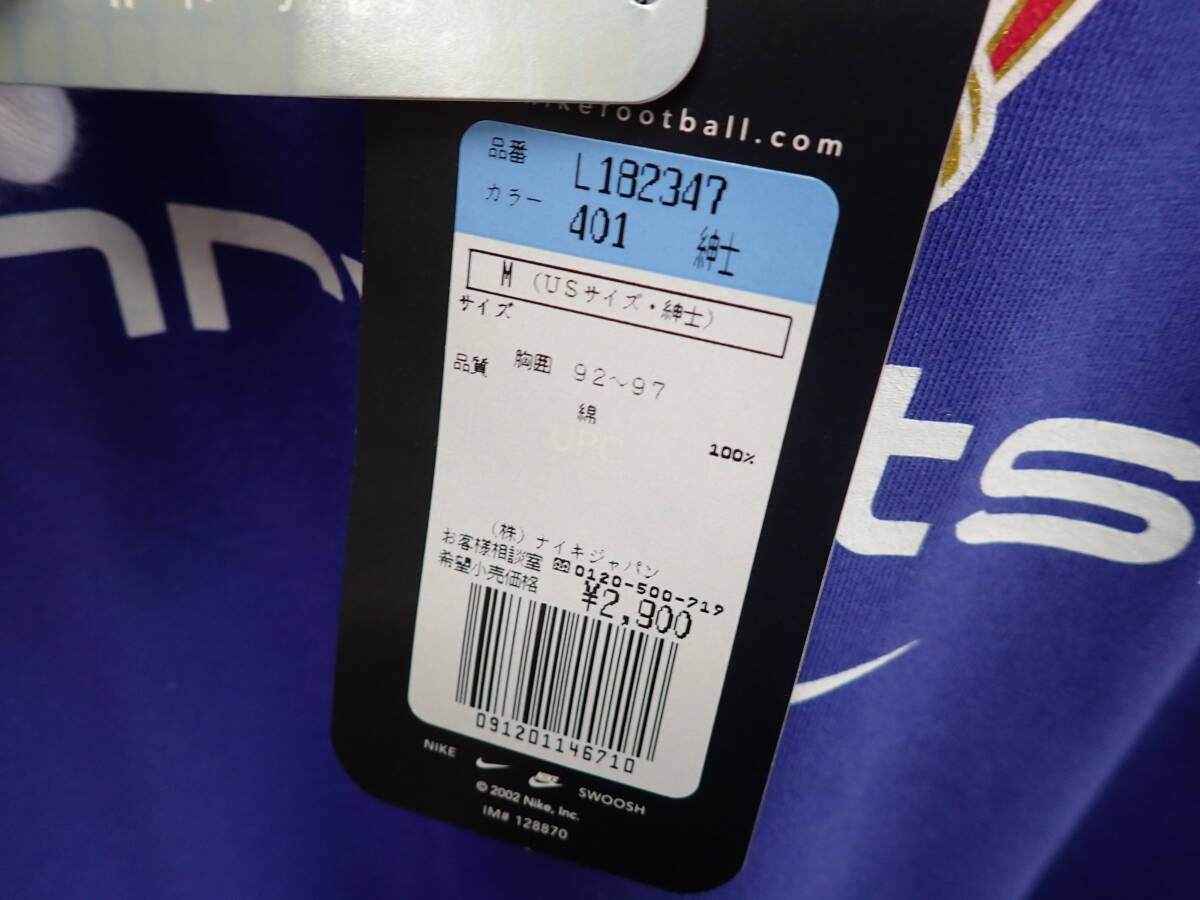 nikefootball.com
品番 L182347
カラー 401 紳士
M (USサイズ・紳士)
サイズ
胸囲 92~97
品質
綿 100%
UPC
(株)ナイキジャパン
お客様相談室 0120-500-719
希望小売価格 ¥2,900
091201146710
NIKE SWOOSH
© 2002 Nike, Inc.
IM# 128870
ts